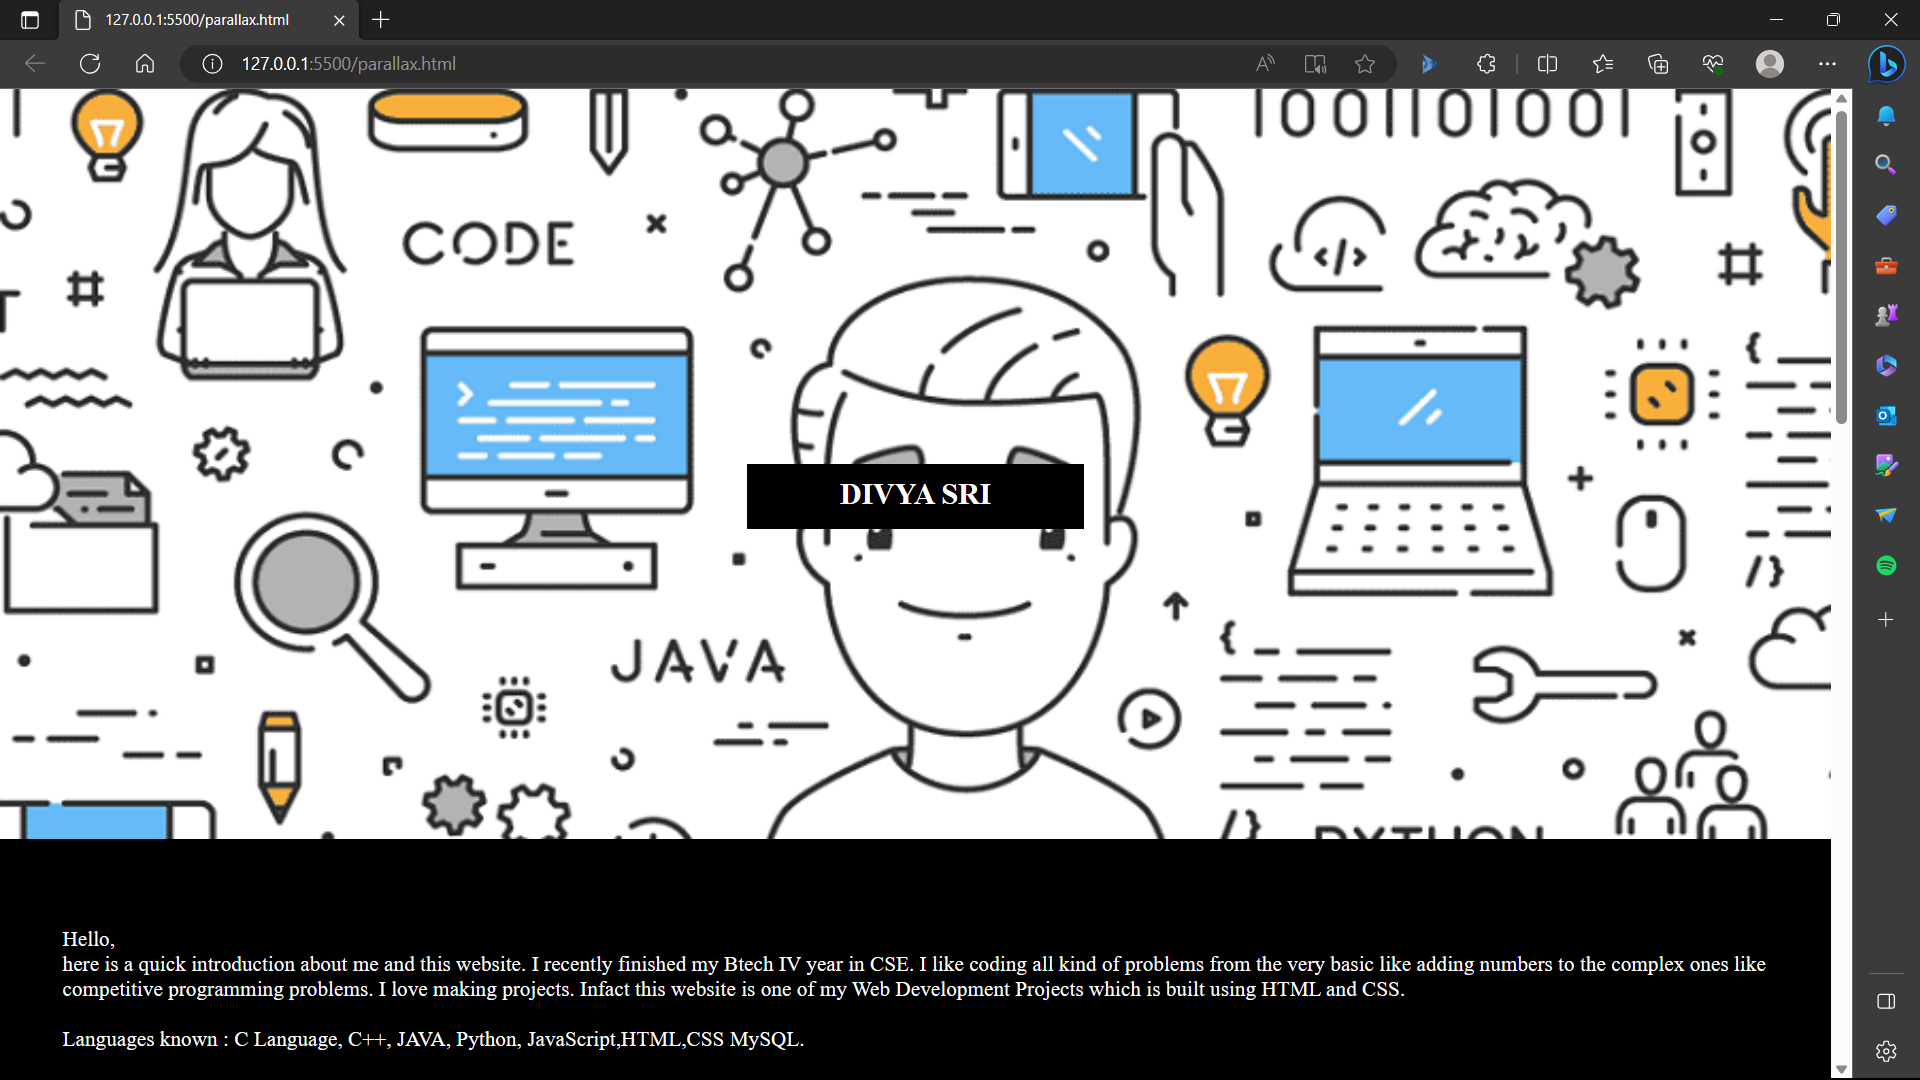 127.0.0.1:5500/parallax.html
127.0.0.1:5500/parallax.html
10010110100 1
CODE
</>
DIVYA SRI
{
/}
JAVA
{
/}
PYTHON
Hello,
here is a quick introduction about me and this website. I recently finished my Btech IV year in CSE. I like coding all kind of problems from the very basic like adding numbers to the complex ones like
competitive programming problems. I love making projects. Infact this website is one of my Web Development Projects which is built using HTML and CSS.
Languages known : C Language, C++, JAVA, Python, JavaScript,HTML,CSS MySQL.